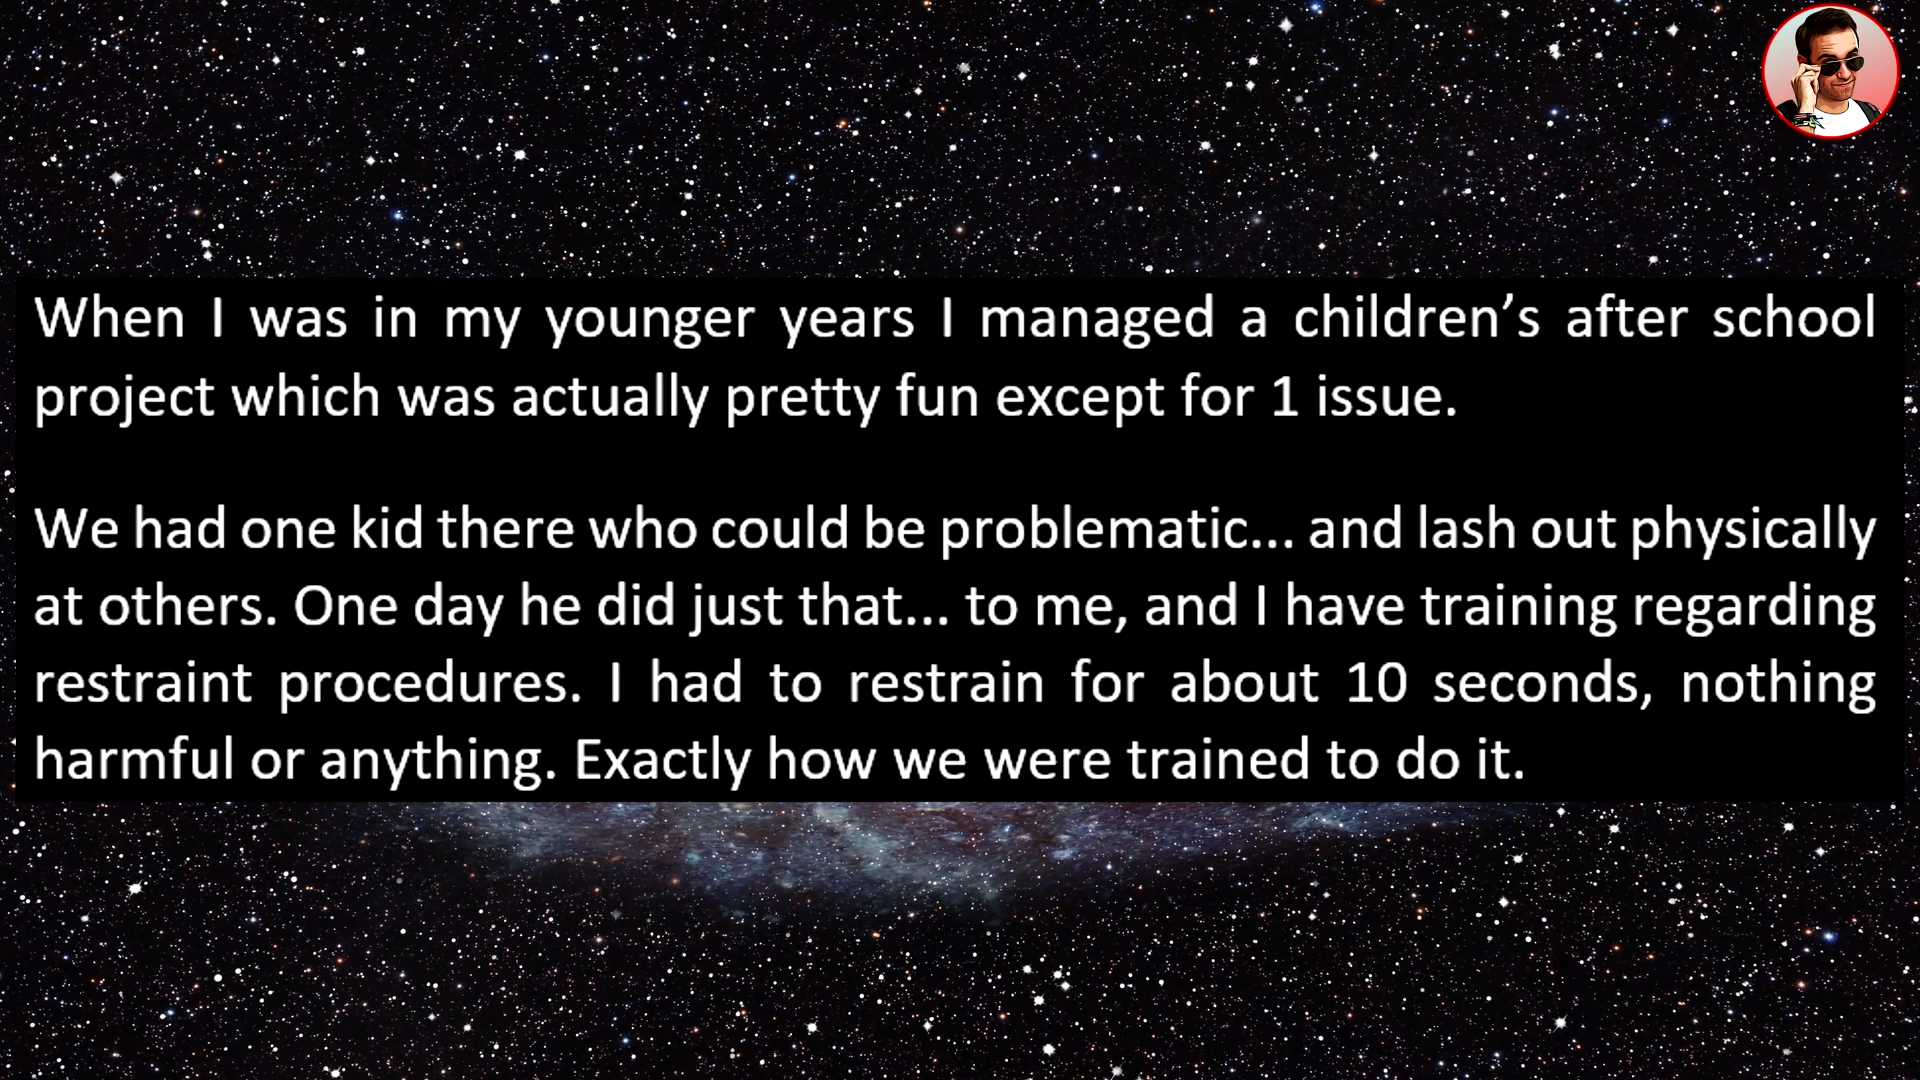 When I was in my younger years I managed a children’s after school
project which was actually pretty fun except for 1 issue.
We had one kid there who could be problematic... and lash out physically
at others. One day he did just that... to me, and I have training regarding
restraint procedures. I had to restrain for about 10 seconds, nothing
harmful or anything. Exactly how we were trained to do it.